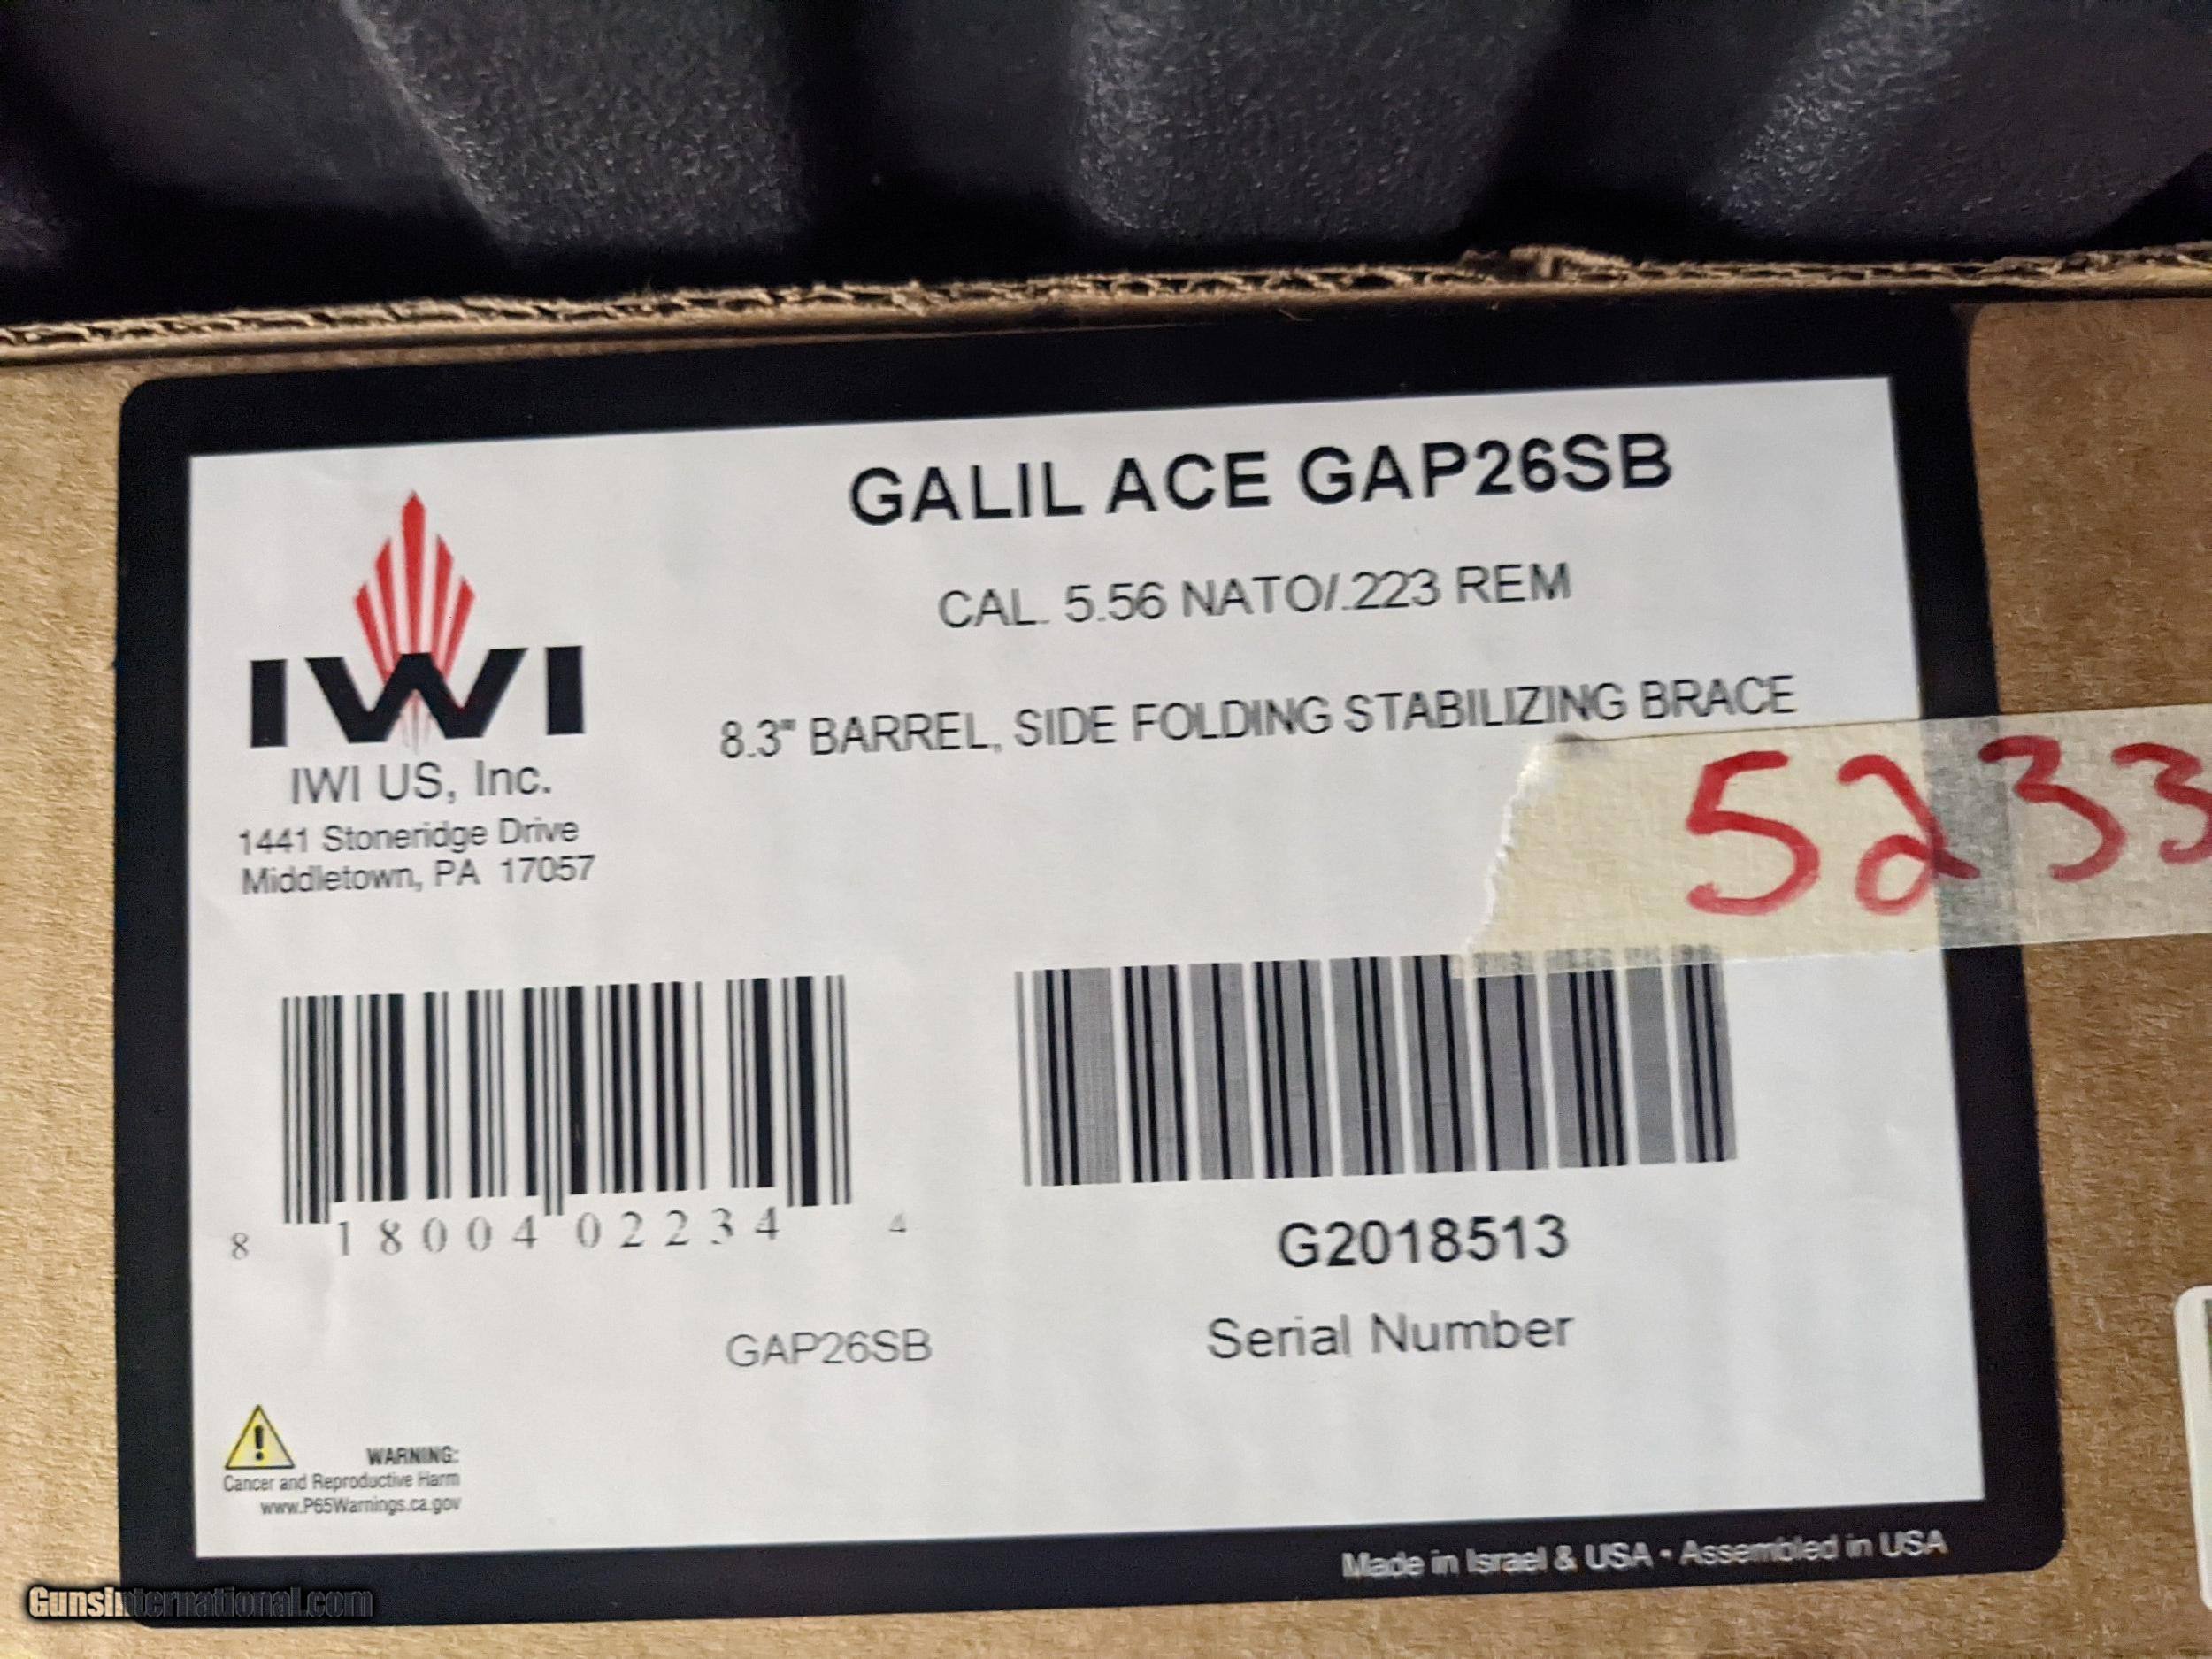 GALIL ACE GAP26SB
CAL. 5.56 NATO/.223 REM
8.3" BARREL, SIDE FOLDING STABILIZING BRACE
IWI
IWI US, Inc.
1441 Stoneridge Drive
Middletown, PA 17057
5233
8 18004 02234 4
G2018513
GAP26SB
Serial Number
WARNING:
Cancer and Reproductive Harm
www.P65Warnings.ca.gov
Made in Israel & USA • Assembled in USA
GunsInternational.com